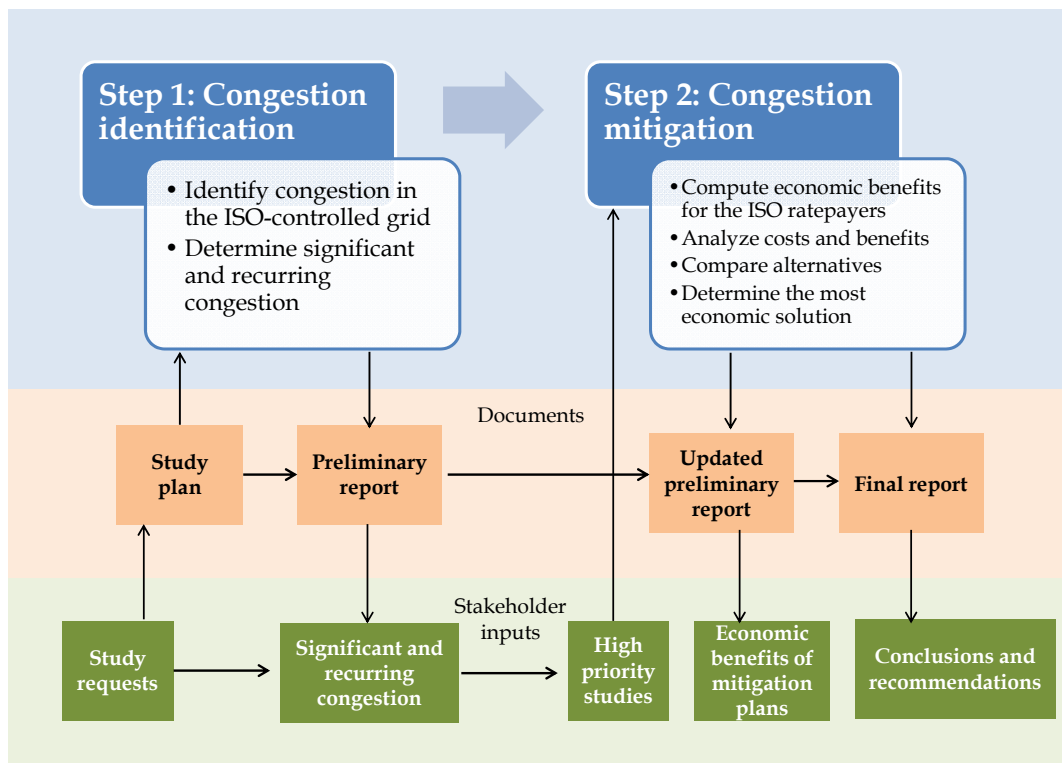 Step 1: Congestion
identification
• Identify congestion in
the ISO-controlled grid
• Determine significant
and recurring
congestion
Step 2: Congestion
mitigation
• Compute economic benefits
for the ISO ratepayers
• Analyze costs and benefits
• Compare alternatives
• Determine the most
economic solution
Documents
Study
plan
Preliminary
report
Updated
preliminary
report
Final report
Stakeholder
inputs
Study
requests
Significant and
recurring
congestion
High
priority
studies
Economic
benefits of
mitigation
plans
Conclusions and
recommendations